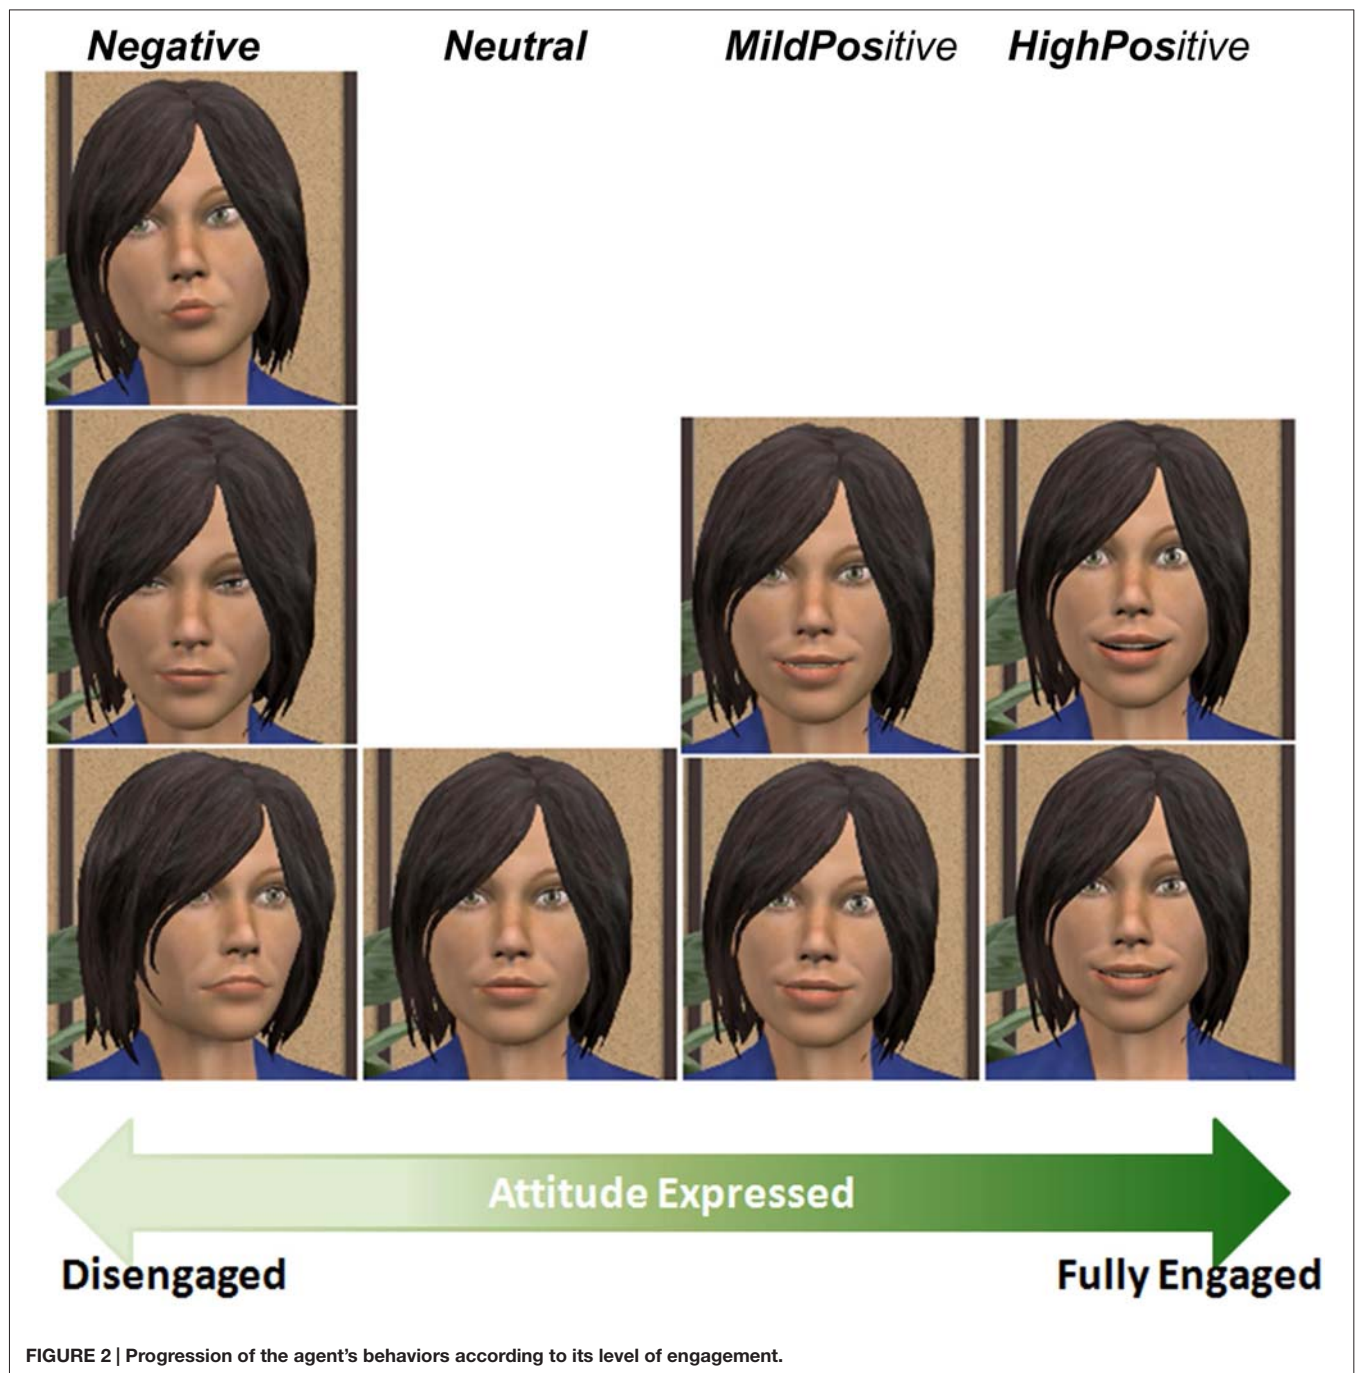 Negative Neutral MildPositive HighPositive
Attitude Expressed
Disengaged Fully Engaged
FIGURE 2 | Progression of the agent's behaviors according to its level of engagement.